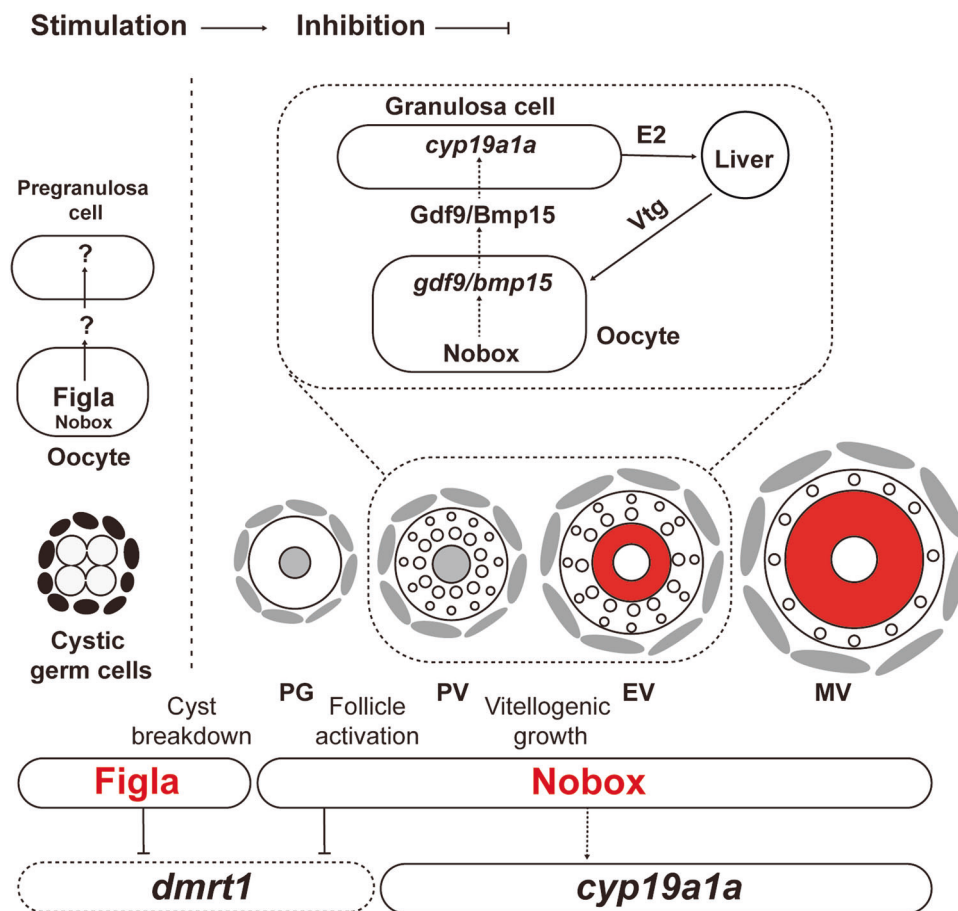 Stimulation
Inhibition
Granulosa cell
cyp19a1a
E2
Liver
Pregranulosa
cell
?
?
Figla
Nobox
Oocyte
Gdf9/Bmp15
Vtg
gdf9/bmp15
Nobox
Oocyte
Cystic
germ cells
PG
PV
EV
MV
Cyst
breakdown
Follicle
activation
Vitellogenic
growth
Figla
Nobox
dmrt1
cyp19a1a